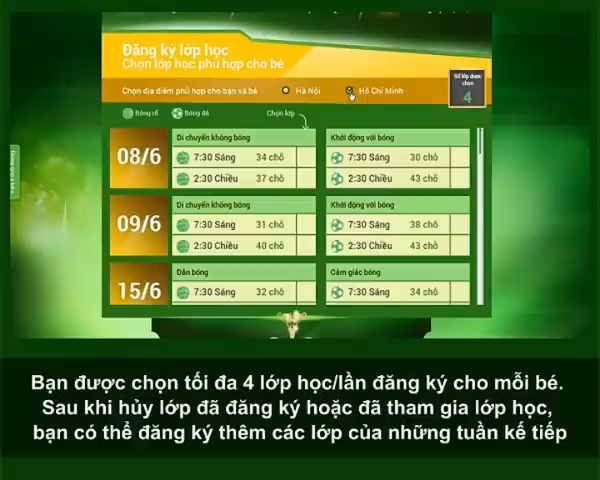 Đăng ký lớp học
Chọn lớp học phù hợp cho bé
Chọn địa điểm phù hợp cho bạn và bé Hà Nội Hồ Chí Minh
Số lớp được
chọn
4
Bóng rổ Bóng đá Chọn lớp
08/6
Di chuyển không bóng
7:30 Sáng 34 chỗ
2:30 Chiều 37 chỗ
Khởi động với bóng
7:30 Sáng 30 chỗ
2:30 Chiều 43 chỗ
09/6
Di chuyển không bóng
7:30 Sáng 31 chỗ
2:30 Chiều 40 chỗ
Khởi động với bóng
7:30 Sáng 38 chỗ
2:30 Chiều 43 chỗ
15/6
Dẫn bóng
7:30 Sáng 32 chỗ
Cảm giác bóng
7:30 Sáng 34 chỗ
Bạn được chọn tối đa 4 lớp học/lần đăng ký cho mỗi bé.
Sau khi hủy lớp đã đăng ký hoặc đã tham gia lớp học,
bạn có thể đăng ký thêm các lớp của những tuần kế tiếp